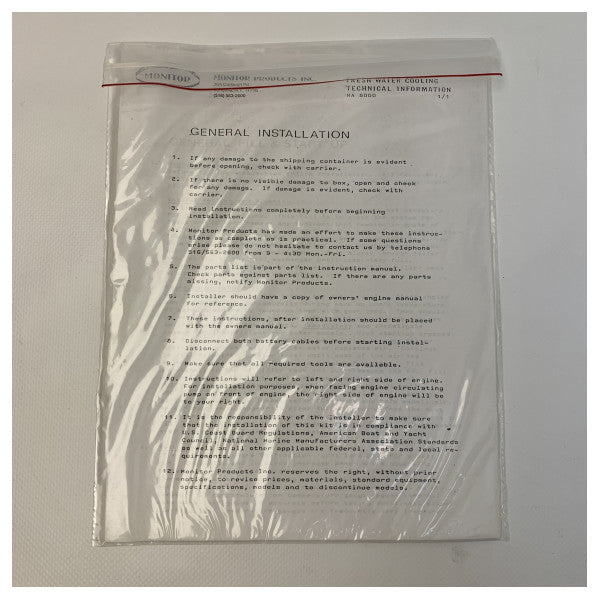 MONITOR
MONITOR PRODUCTS INC.
(516) 563-2600
FRESH WATER COOLING
TECHNICAL INFORMATION
MA 5000 1/1
GENERAL INSTALLATION
1. If any damage to the shipping container is evident
before opening, check with carrier.
2. If there is no visible damage to box, open and check
for any damage. If damage is evident, check with
carrier.
3. Read instructions completely before beginning
installation.
4. Monitor Products has made an effort to make these instruc-
tions as complete as is practical. If some questions
arise please do not hesitate to contact us by telephone
516/563-2600 from 9 - 4:30 Mon.-Fri.
5. The parts list is part of the instruction manual.
Check parts against parts list. If there are any parts
missing, notify Monitor Products.
6. Installer should have a copy of owners' engine manual
for reference.
7. These instructions, after installation should be placed
with the owners manual.
8. Disconnect both battery cables before starting instal-
lation.
9. Make sure that all required tools are available.
10. Instructions will refer to left and right side of engine.
For installation purposes, when facing engine circulating
pump on front of engine, the right side of engine will be
to your right.
11. It is the responsibility of the installer to make sure
that the installation of this kit is in compliance with
U.S. Coast Guard Regulations, American Boat and Yacht
Council, National Marine Manufacturers Association Standards
as well as all other applicable federal, state and local re-
quirements.
12. Monitor Products Inc. reserves the right, without prior
notice, to revise prices, materials, standard equipment,
specifications, models and to discontinue models.